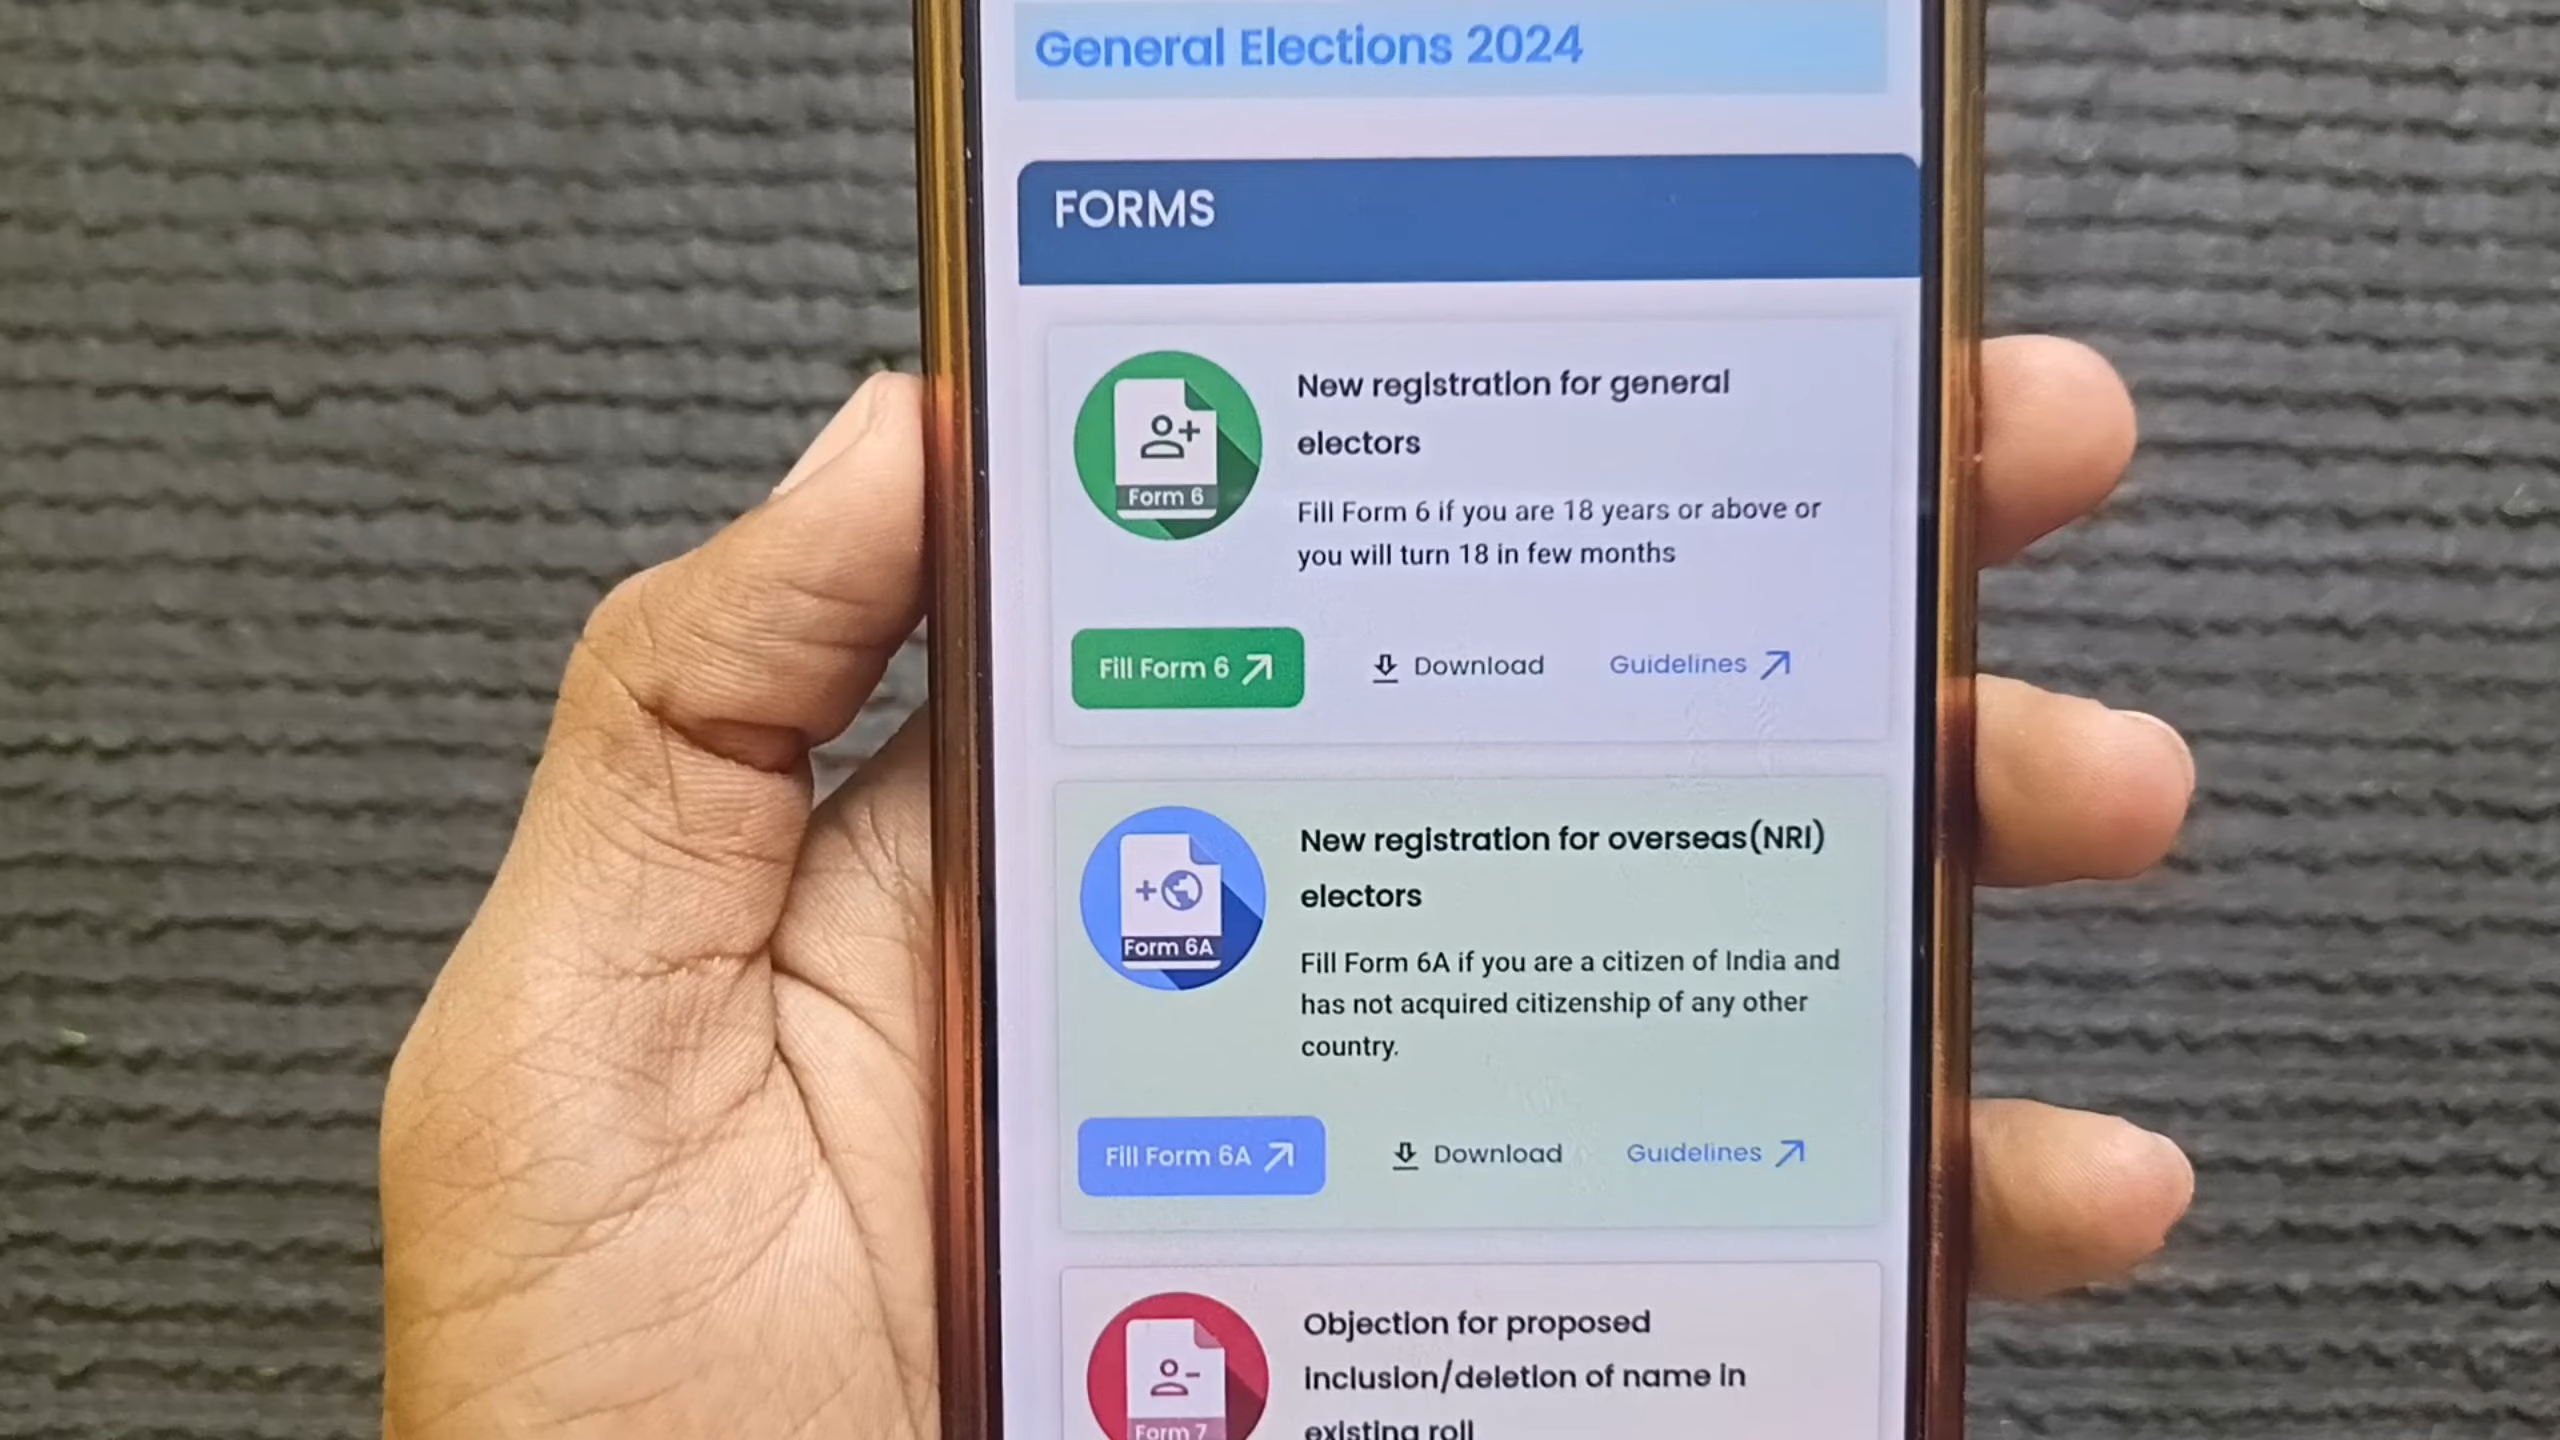 General Elections 2024
FORMS
New registration for general
electors
Form 6
Fill Form 6 if you are 18 years or above or
you will turn 18 in few months
Fill Form 6
Download
Guidelines
New registration for overseas(NRI)
electors
Form 6A
Fill Form 6A if you are a citizen of India and
has not acquired citizenship of any other
country.
Fill Form 6A
Download
Guidelines
Objection for proposed
inclusion/deletion of name in
existing roll
Form 7